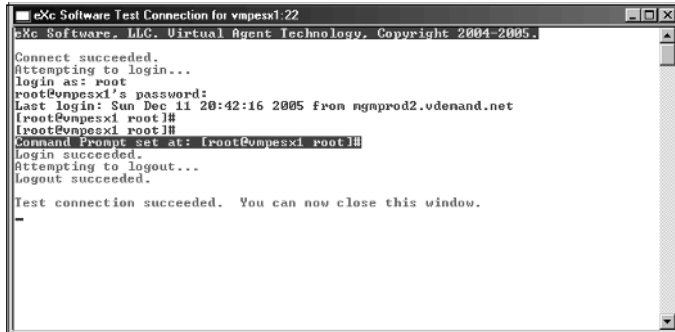 eXc Software Test Connection for vmpesx1:22
eXc Software, LLC. Virtual Agent Technology, Copyright 2004-2005.
Connect succeeded.
Attempting to login...
login as: root
root@vmpesx1's password:
Last login: Sun Dec 11 20:42:16 2005 from mgmprod2.vdemand.net
[root@vmpesx1 root]#
[root@vmpesx1 root]#
Command Prompt set at: [root@vmpesx1 root]#
Login succeeded.
Attempting to logout...
Logout succeeded.
Test connection succeeded.  You can now close this window.